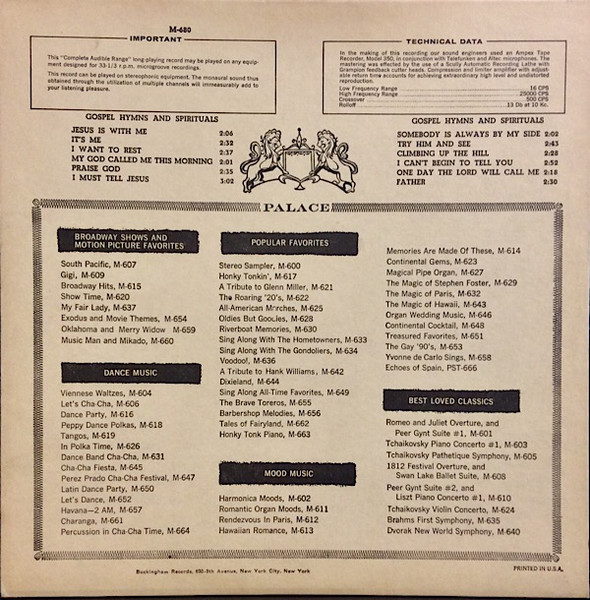 M-680
IMPORTANT
This "Complete Audible Range" long-playing record may be played on any equip-
ment designed for 33-1/3 r.p.m. microgroove recordings.
This record may be played on stereophonic equipment. The monaural sound thus
obtained through the utilization of multiple channels will immeasurably add to
your listening pleasure.
TECHNICAL DATA
In the making of this recording our sound engineers used an Ampex Tape
Recorder, Model 350, in conjunction with Telefunken and Altec microphones. The
mastering was effected by the use of a Scully Automatic Recording Lathe with
Grampion feedback cutter heads. Compression and limiter amplifier with adjust-
able return time accounts for achieving extraordinary high level and undistorted
reproduction.
Low Frequency Range 16 CPS
High Frequency Range 25000 CPS
Crossover 500 CPS
Rolloff 13 Db at 10 Kc.
GOSPEL HYMNS AND SPIRITUALS
JESUS IS WITH ME 2:06
IT'S ME 2:32
I WANT TO REST 2:37
MY GOD CALLED ME THIS MORNING 2:01
PRAISE GOD 2:35
I MUST TELL JESUS 3:02
GOSPEL HYMNS AND SPIRITUALS
SOMEBODY IS ALWAYS BY MY SIDE 2:02
TRY HIM AND SEE 2:43
CLIMBING UP THE HILL 2:28
I CAN'T BEGIN TO TELL YOU 2:52
ONE DAY THE LORD WILL CALL ME 2:18
FATHER 2:30
PALACE
BROADWAY SHOWS AND
MOTION PICTURE FAVORITES
South Pacific, M-607
Gigi, M-609
Broadway Hits, M-615
Show Time, M-620
My Fair Lady, M-637
Exodus and Movie Themes, M-654
Oklahoma and Merry Widow M-659
Music Man and Mikado, M-660
DANCE MUSIC
Viennese Waltzes, M-604
Let's Cha-Cha, M-606
Dance Party, M-616
Peppy Dance Polkas, M-618
Tangos, M-619
In Polka Time, M-626
Dance Band Cha-Cha, M-631
Cha-Cha Fiesta, M-645
Perez Prado Cha-Cha Festival, M-647
Latin Dance Party, M-650
Let's Dance, M-652
Havana—2 AM, M-657
Charanga, M-661
Percussion in Cha-Cha Time, M-664
POPULAR FAVORITES
Stereo Sampler, M-600
Honky Tonkin', M-617
A Tribute to Glenn Miller, M-621
The Roaring '20's, M-622
All-American Marches, M-625
Oldies But Goodies, M-628
Riverboat Memories, M-630
Sing Along With the Hometowners, M-633
Sing Along With the Gondoliers, M-634
Voodoo!, M-636
A Tribute to Hank Williams, M-642
Dixieland, M-644
Sing Along All-Time Favorites, M-649
The Brave Toreros, M-655
Barbershop Melodies, M-656
Tales of Fairyland, M-662
Honky Tonk Piano, M-663
MOOD MUSIC
Harmonica Moods, M-602
Romantic Organ Moods, M-611
Rendezvous In Paris, M-612
Hawaiian Romance, M-613
Memories Are Made Of These, M-614
Continental Gems, M-623
Magical Pipe Organ, M-627
The Magic of Stephen Foster, M-629
The Magic of Paris, M-632
The Magic of Hawaii, M-643
Organ Wedding Music, M-646
Continental Cocktail, M-648
Treasured Favorites, M-651
The Gay '90's, M-653
Yvonne de Carlo Sings, M-658
Echoes of Spain, PST-666
BEST LOVED CLASSICS
Romeo and Juliet Overture, and
Peer Gynt Suite #1, M-601
Tchaikovsky Piano Concerto #1, M-603
Tchaikovsky Pathetique Symphony, M-605
1812 Festival Overture, and
Swan Lake Ballet Suite, M-608
Peer Gynt Suite #2, and
Liszt Piano Concerto #1, M-610
Tchaikovsky Violin Concerto, M-624
Brahms First Symphony, M-635
Dvorak New World Symphony, M-640
Buckingham Records, 630-9th Avenue, New York City, New York
PRINTED IN U.S.A.